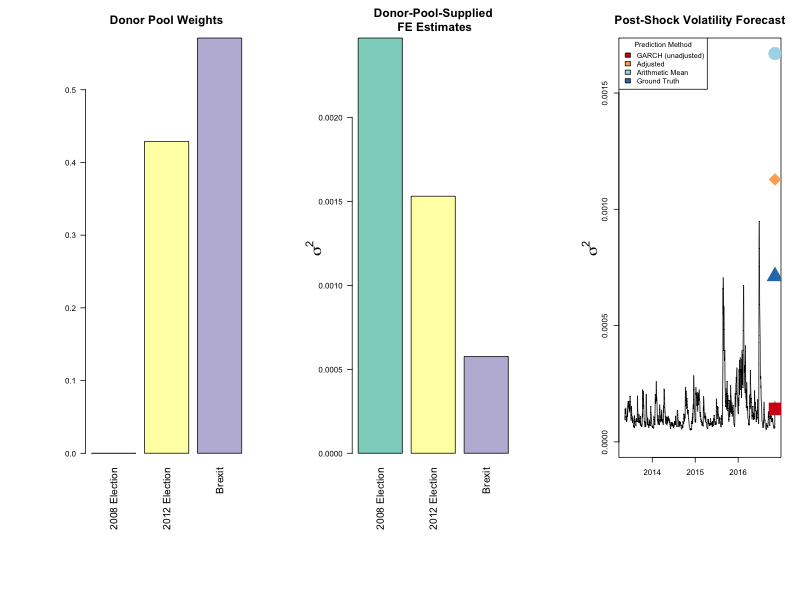 Donor Pool Weights
0.5
0.4
0.3
0.2
0.1
0.0
2008 Election
2012 Election
Brexit
Donor-Pool-Supplied
FE Estimates
σ²
0.0020
0.0015
0.0010
0.0005
0.0000
2008 Election
2012 Election
Brexit
Post-Shock Volatility Forecast
Prediction Method
GARCH (unadjusted)
Adjusted
Arithmetic Mean
Ground Truth
σ²
0.0015
0.0010
0.0005
0.0000
2014
2015
2016